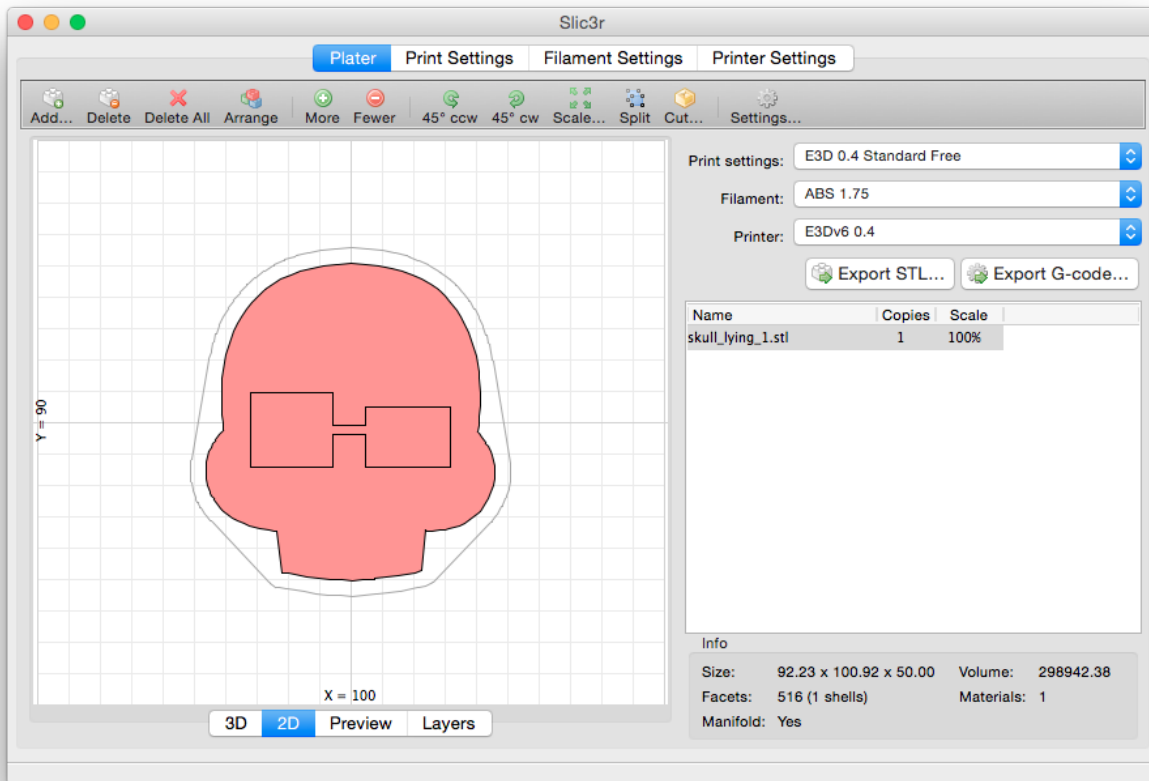 Slic3r
Plater Print Settings Filament Settings Printer Settings
Add... Delete Delete All Arrange More Fewer 45° ccw 45° cw Scale... Split Cut... Settings...
Print settings: E3D 0.4 Standard Free
Filament: ABS 1.75
Printer: E3Dv6 0.4
Export STL... Export G-code...
Name Copies Scale
skull_lying_1.stl 1 100%
Y = 90
X = 100
3D 2D Preview Layers
Info
Size: 92.23 x 100.92 x 50.00 Volume: 298942.38
Facets: 516 (1 shells) Materials: 1
Manifold: Yes